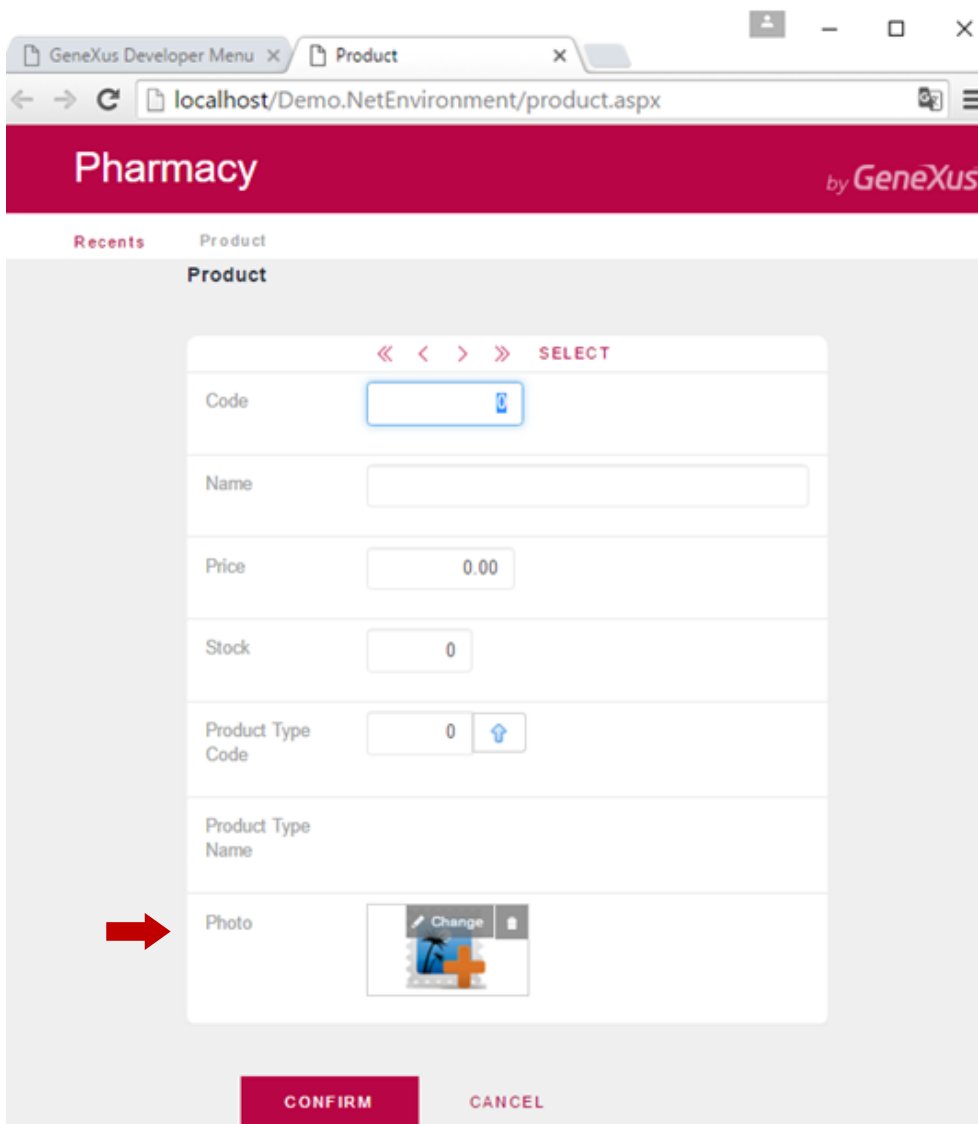 GeneXus Developer Menu
Product
localhost/Demo.NetEnvironment/product.aspx
Pharmacy
by GeneXus
Recents
Product
Product
SELECT
Code
0
Name
Price
0.00
Stock
0
Product Type
Code
0
Product Type
Name
Photo
Change
CONFIRM
CANCEL